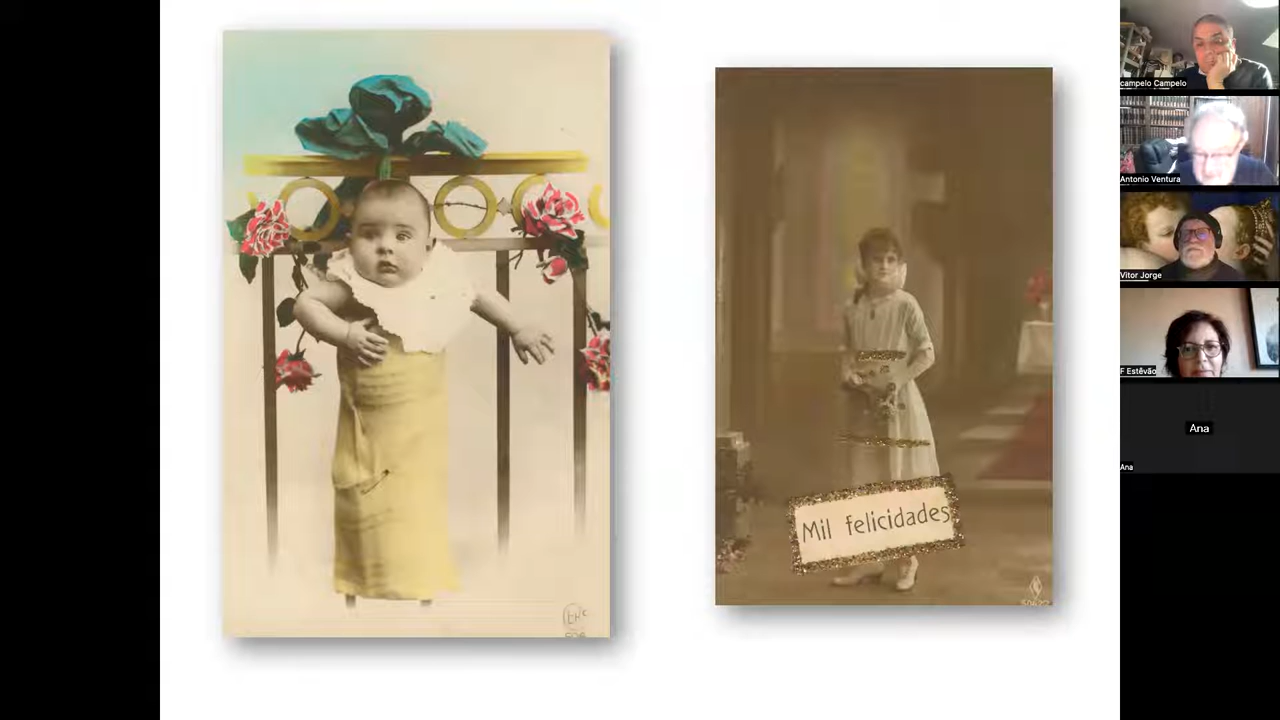 Mil felicidades
campelo Campelo
Antonio Ventura
Vitor Jorge
F Estêvão
Ana
Ana